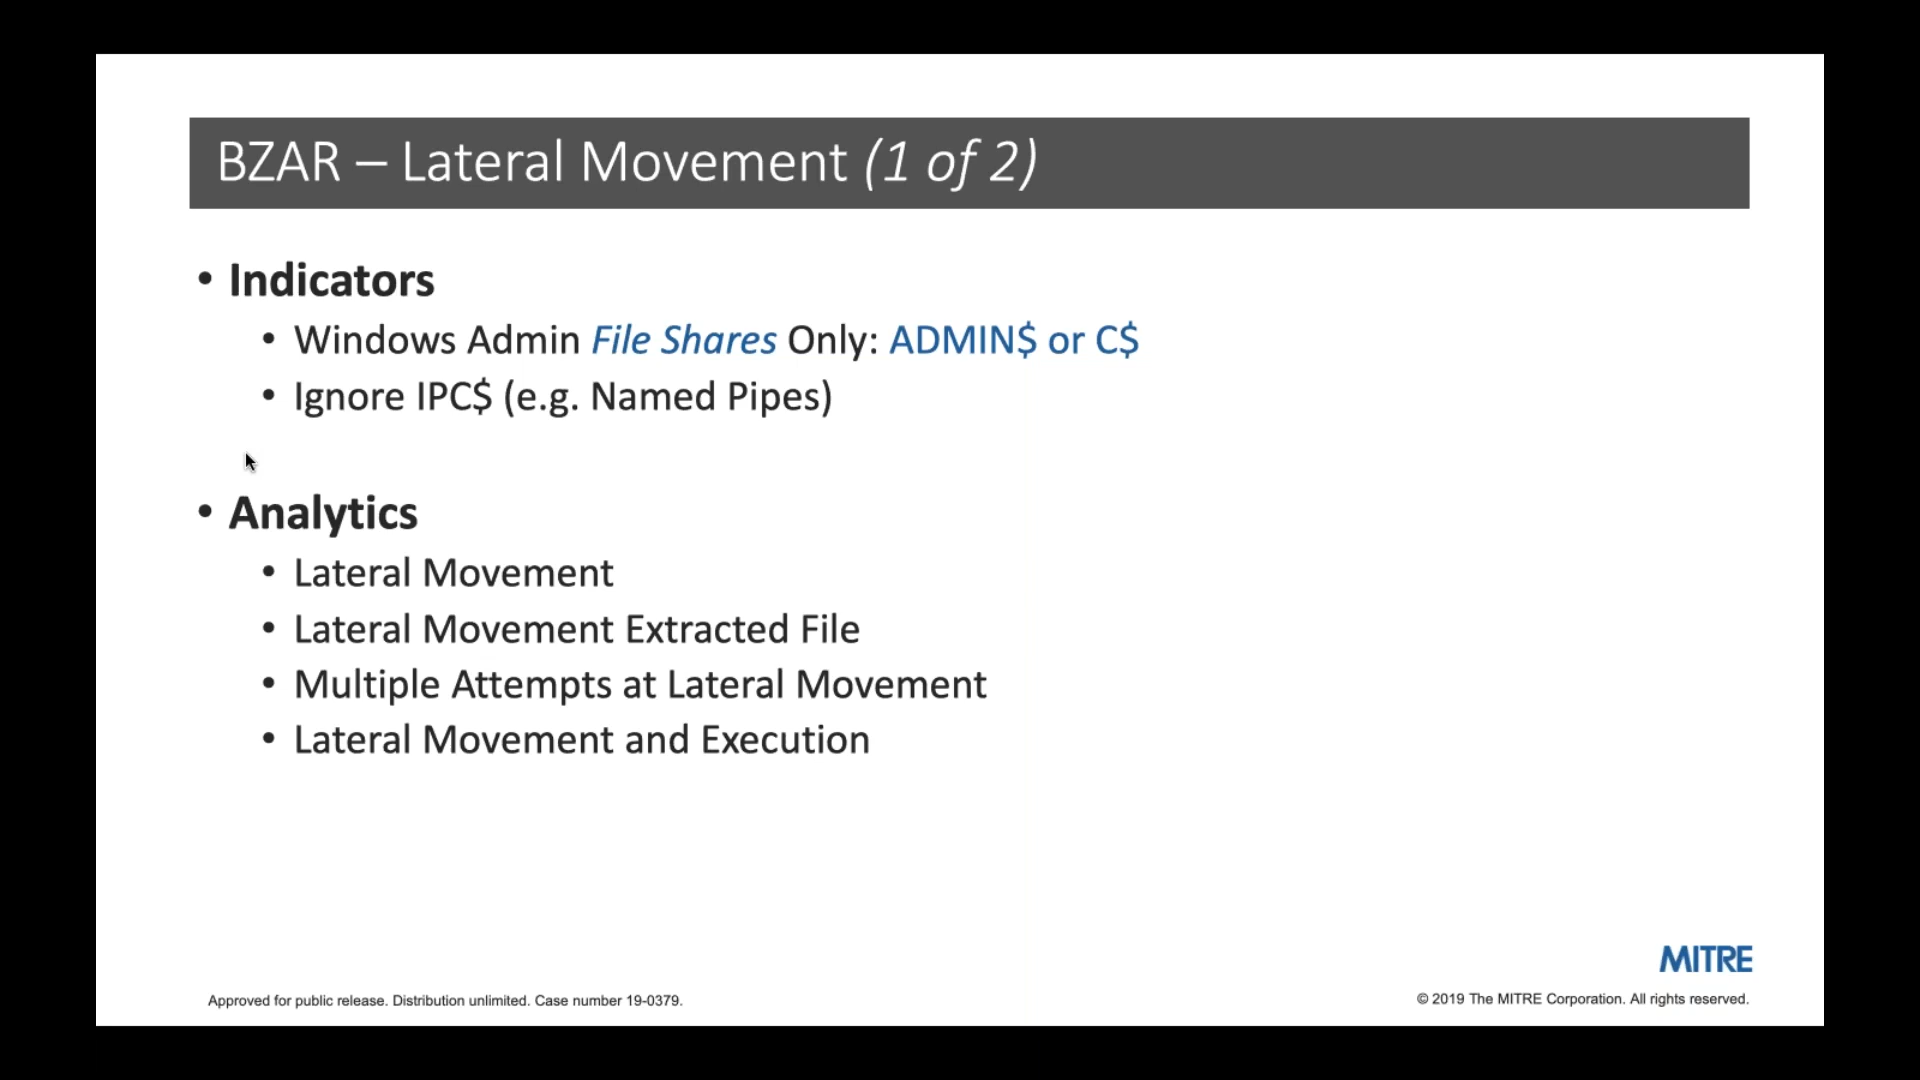 BZAR – Lateral Movement (1 of 2)
• Indicators
• Windows Admin File Shares Only: ADMIN$ or C$
• Ignore IPC$ (e.g. Named Pipes)
• Analytics
• Lateral Movement
• Lateral Movement Extracted File
• Multiple Attempts at Lateral Movement
• Lateral Movement and Execution
MITRE
Approved for public release. Distribution unlimited. Case number 19-0379.
© 2019 The MITRE Corporation. All rights reserved.